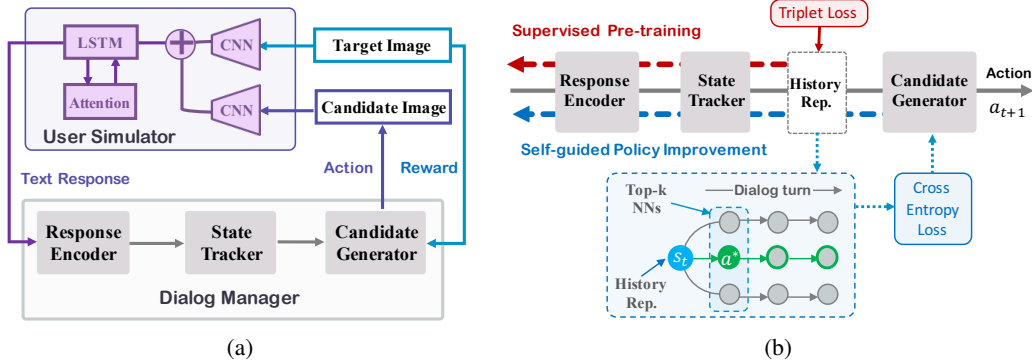 LSTM
Attention
CNN
CNN
User Simulator
Target Image
Candidate Image
Text Response
Action
Reward
Response
Encoder
State
Tracker
Candidate
Generator
Dialog Manager
(a)
Triplet Loss
Supervised Pre-training
Response
Encoder
State
Tracker
History
Rep.
Candidate
Generator
Action
a_{t+1}
Self-guided Policy Improvement
Top-k
NNs
Dialog turn
s_t
a*
History
Rep.
Cross
Entropy
Loss
(b)